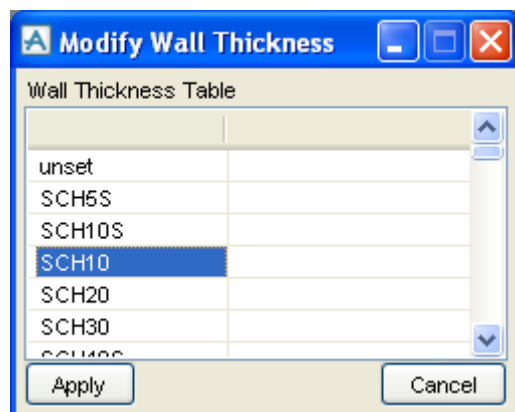 Modify Wall Thickness
Wall Thickness Table
unset
SCH5S
SCH10S
SCH10
SCH20
SCH30
Apply
Cancel